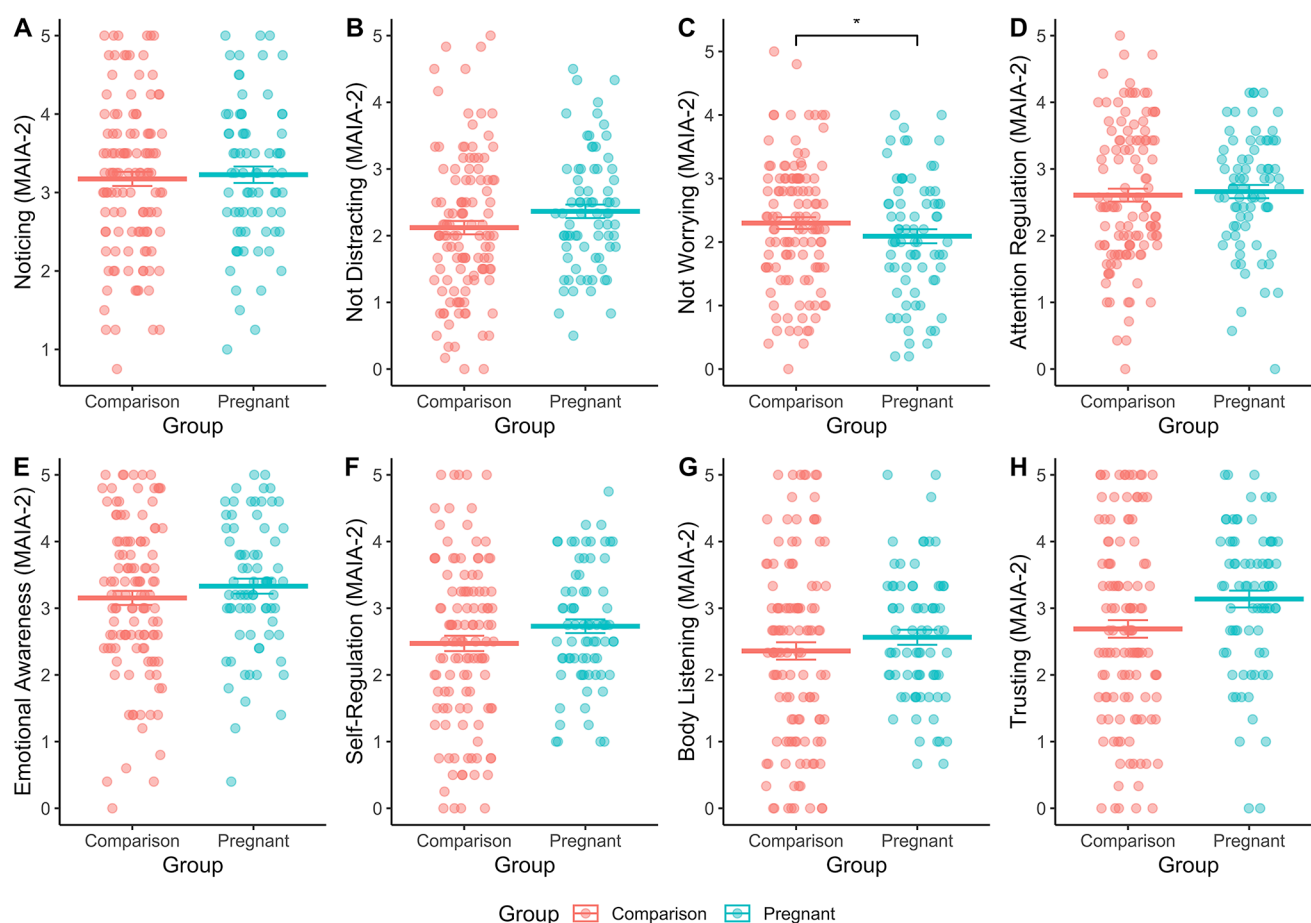 A
Noticing (MAIA-2)
5
4
3
2
1
Comparison Pregnant
Group
B
Not Distracting (MAIA-2)
5
4
3
2
1
0
Comparison Pregnant
Group
C
Not Worrying (MAIA-2)
*
5
4
3
2
1
0
Comparison Pregnant
Group
D
Attention Regulation (MAIA-2)
5
4
3
2
1
0
Comparison Pregnant
Group
E
Emotional Awareness (MAIA-2)
5
4
3
2
1
0
Comparison Pregnant
Group
F
Self-Regulation (MAIA-2)
5
4
3
2
1
0
Comparison Pregnant
Group
G
Body Listening (MAIA-2)
5
4
3
2
1
0
Comparison Pregnant
Group
H
Trusting (MAIA-2)
5
4
3
2
1
0
Comparison Pregnant
Group
Group Comparison Pregnant